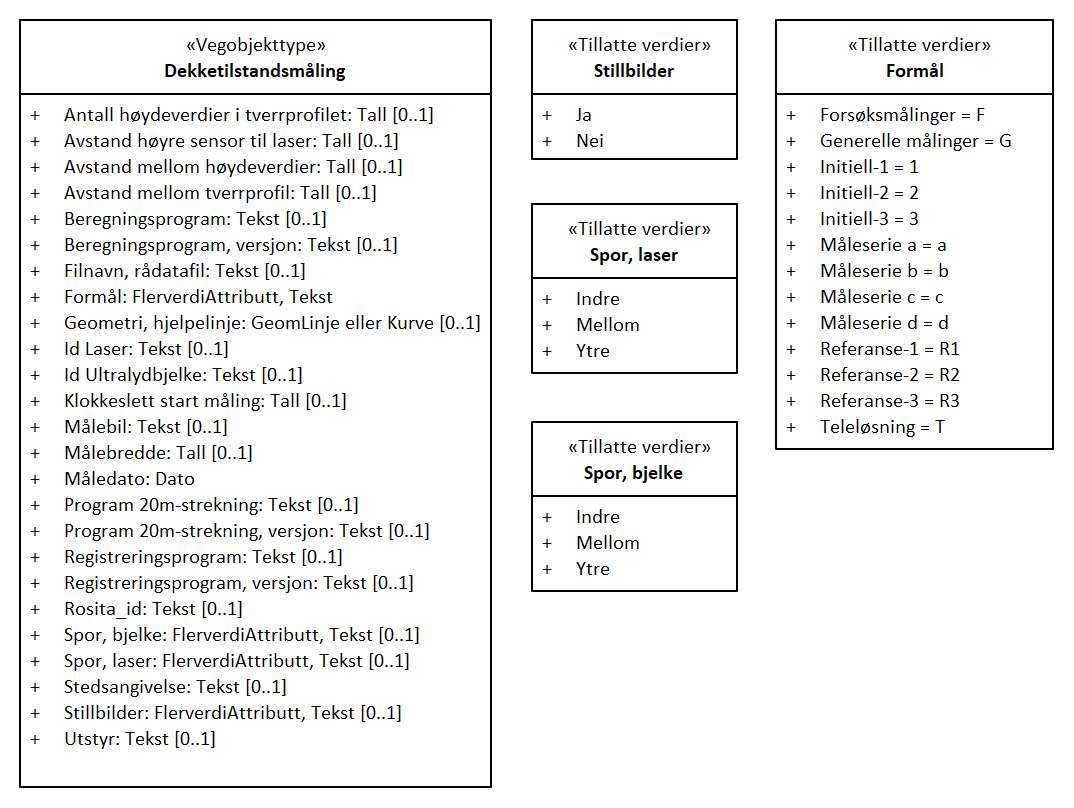 «Vegobjekttype»
Dekketilstandsmåling
+ Antall høydeverdier i tverrprofilet: Tall [0..1]
+ Avstand høyre sensor til laser: Tall [0..1]
+ Avstand mellom høydeverdier: Tall [0..1]
+ Avstand mellom tverrprofil: Tall [0..1]
+ Beregningsprogram: Tekst [0..1]
+ Beregningsprogram, versjon: Tekst [0..1]
+ Filnavn, rådatafil: Tekst [0..1]
+ Formål: FlerverdiAttributt, Tekst
+ Geometri, hjelpelinje: GeomLinje eller Kurve [0..1]
+ Id Laser: Tekst [0..1]
+ Id Ultralydbjelke: Tekst [0..1]
+ Klokkeslett start måling: Tall [0..1]
+ Målebil: Tekst [0..1]
+ Målebredde: Tall [0..1]
+ Måledato: Dato
+ Program 20m-strekning: Tekst [0..1]
+ Program 20m-strekning, versjon: Tekst [0..1]
+ Registreringsprogram: Tekst [0..1]
+ Registreringsprogram, versjon: Tekst [0..1]
+ Rosita_id: Tekst [0..1]
+ Spor, bjelke: FlerverdiAttributt, Tekst [0..1]
+ Spor, laser: FlerverdiAttributt, Tekst [0..1]
+ Stedsangivelse: Tekst [0..1]
+ Stillbilder: FlerverdiAttributt, Tekst [0..1]
+ Utstyr: Tekst [0..1]
«Tillatte verdier»
Stillbilder
+ Ja
+ Nei
«Tillatte verdier»
Spor, laser
+ Indre
+ Mellom
+ Ytre
«Tillatte verdier»
Spor, bjelke
+ Indre
+ Mellom
+ Ytre
«Tillatte verdier»
Formål
+ Forsøksmålinger = F
+ Generelle målinger = G
+ Initiell-1 = 1
+ Initiell-2 = 2
+ Initiell-3 = 3
+ Måleserie a = a
+ Måleserie b = b
+ Måleserie c = c
+ Måleserie d = d
+ Referanse-1 = R1
+ Referanse-2 = R2
+ Referanse-3 = R3
+ Teleløsning = T